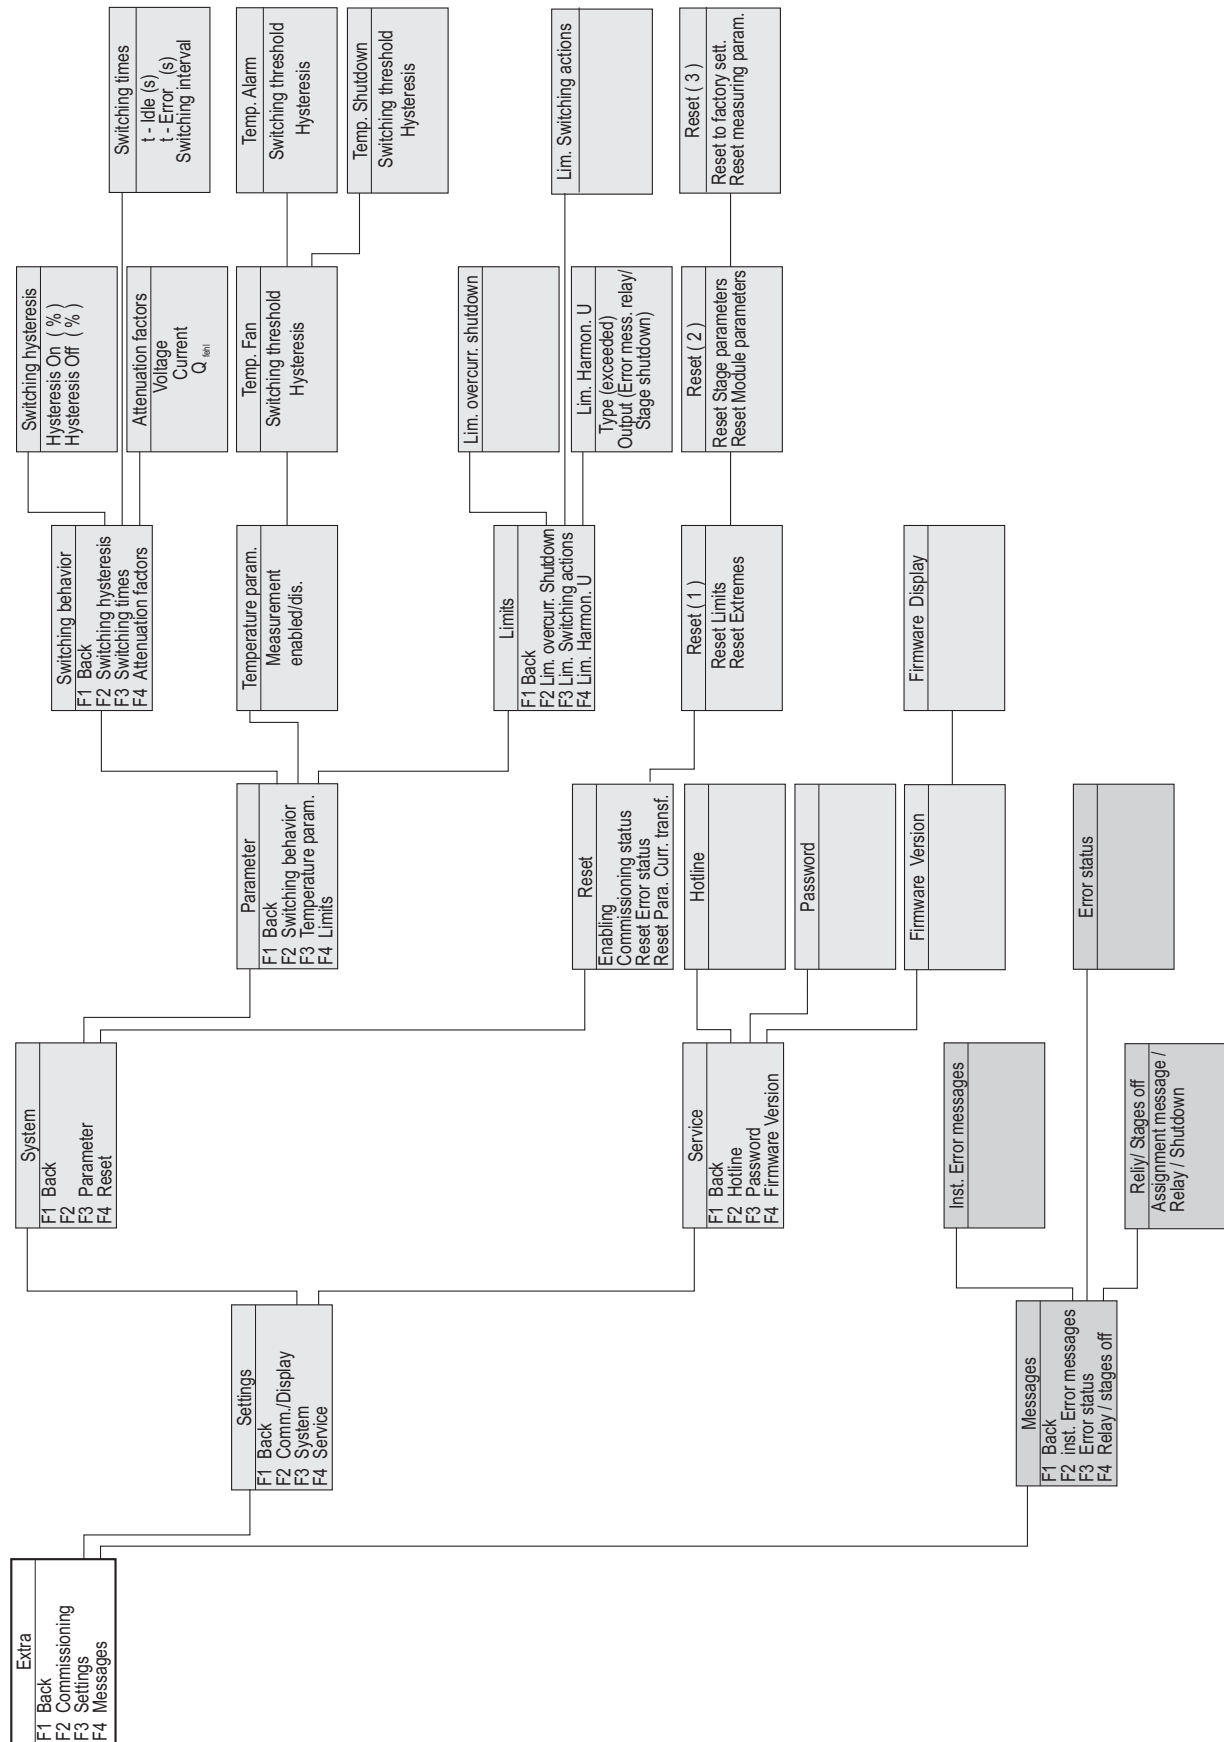 Extra
F1 Back
F2 Commissioning
F3 Settings
F4 Messages
Settings
F1 Back
F2 Comm./Display
F3 System
F4 Service
System
F1 Back
F2
F3 Parameter
F4 Reset
Parameter
F1 Back
F2 Switching behavior
F3 Temperature param.
F4 Limits
Switching behavior
F1 Back
F2 Switching hysteresis
F3 Switching times
F4 Attenuation factors
Switching hysteresis
Hysteresis On ( % )
Hysteresis Off ( % )
Switching times
t - Idle (s)
t - Error (s)
Switching interval
Attenuation factors
Voltage
Current
Q fehl
Temperature param.
Measurement
enabled/dis.
Temp. Fan
Switching threshold
Hysteresis
Temp. Alarm
Switching threshold
Hysteresis
Temp. Shutdown
Switching threshold
Hysteresis
Limits
F1 Back
F2 Lim. overcurr. Shutdown
F3 Lim. Switching actions
F4 Lim. Harmon. U
Lim. overcurr. shutdown
Lim. Switching actions
Lim. Harmon. U
Type (exceeded)
Output (Error mess. relay/
Stage shutdown)
Reset
Enabling
Commissioning status
Reset Error status
Reset Para. Curr. transf.
Reset ( 1 )
Reset Limits
Reset Extremes
Reset ( 2 )
Reset Stage parameters
Reset Module parameters
Reset ( 3 )
Reset to factory sett.
Reset measuring param.
Service
F1 Back
F2 Hotline
F3 Password
F4 Firmware Version
Hotline
Password
Firmware Version
Firmware Display
Messages
F1 Back
F2 inst. Error messages
F3 Error status
F4 Relay / stages off
Inst. Error messages
Error status
Reliy/ Stages off
Assignment message /
Relay / Shutdown